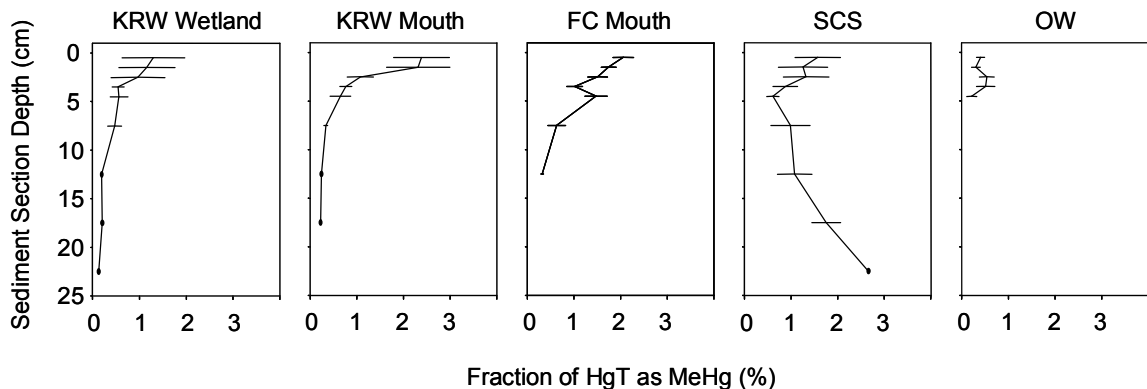 KRW Wetland KRW Mouth FC Mouth SCS OW
Sediment Section Depth (cm)
0
5
10
15
20
25
0 1 2 3 0 1 2 3 0 1 2 3 0 1 2 3 0 1 2 3
Fraction of HgT as MeHg (%)